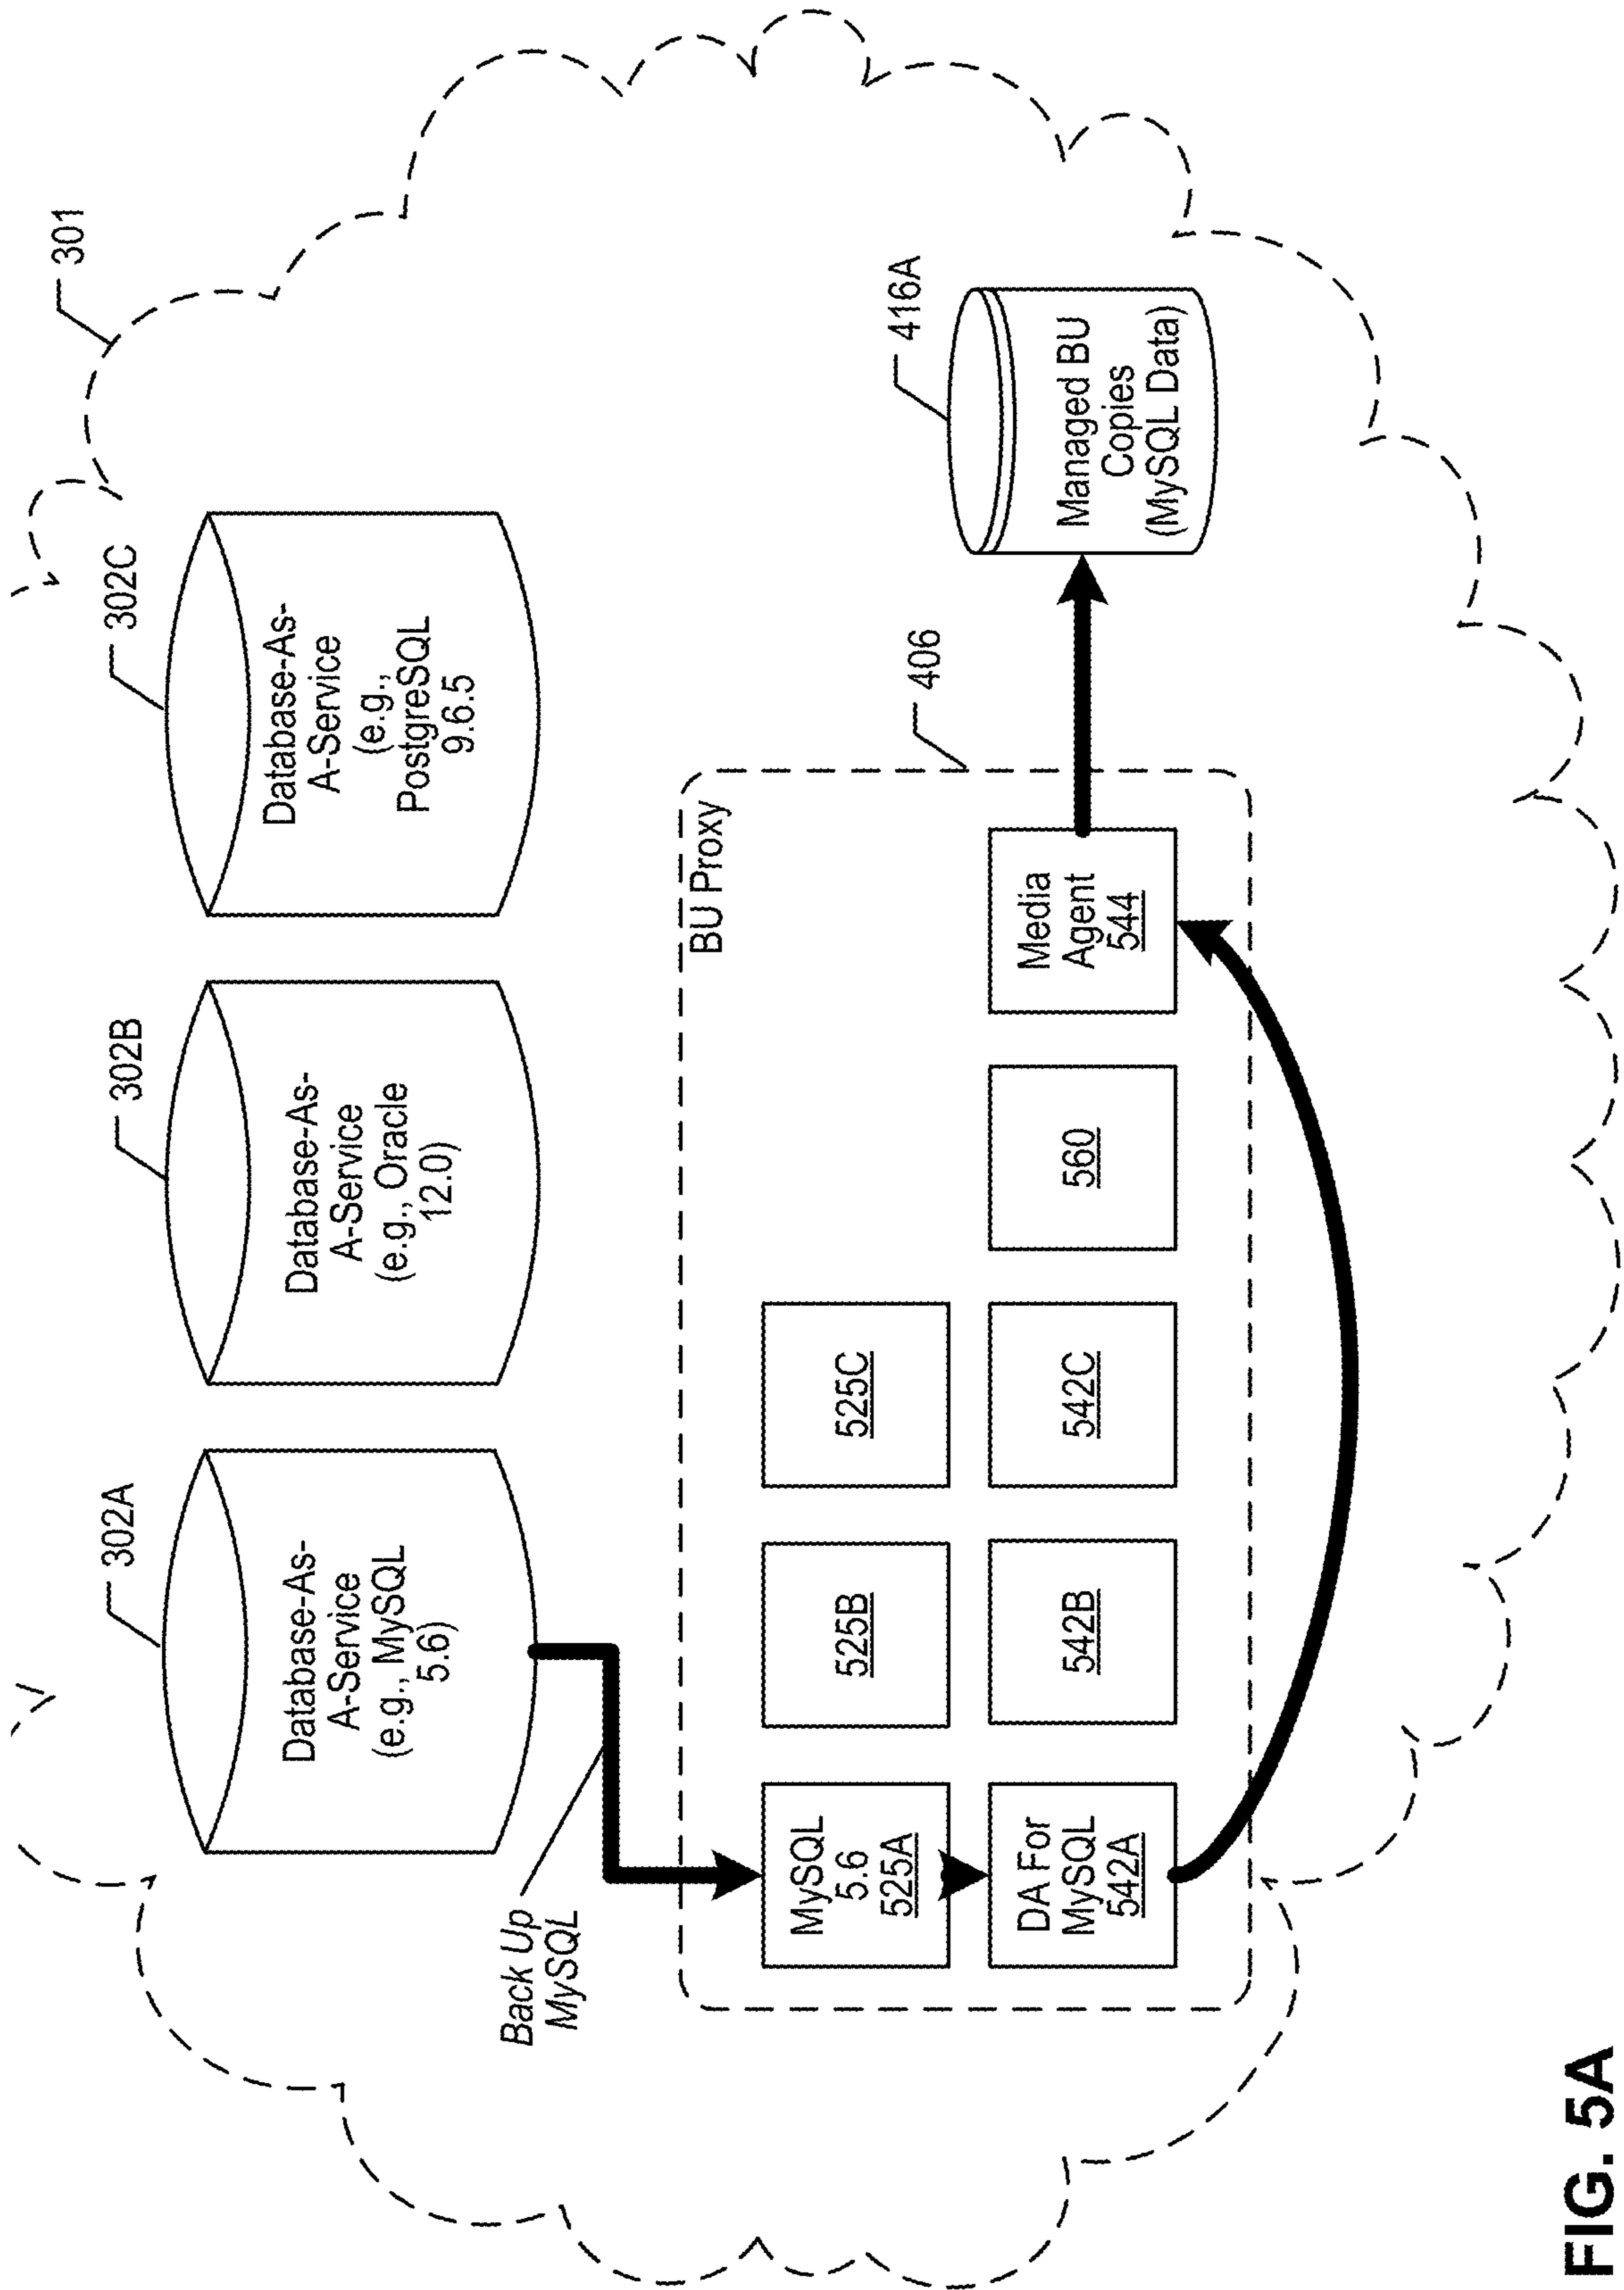 301
302A
Database-As-
A-Service
(e.g., MySQL
5.6)
302B
Database-As-
A-Service
(e.g., Oracle
12.0)
302C
Database-As-
A-Service
(e.g.,
PostgreSQL
9.6.5
Back Up
MySQL
BU Proxy
406
MySQL
5.6
525A
525B
525C
DA For
MySQL
542A
542B
542C
560
Media
Agent
544
416A
Managed BU
Copies
(MySQL Data)
FIG. 5A